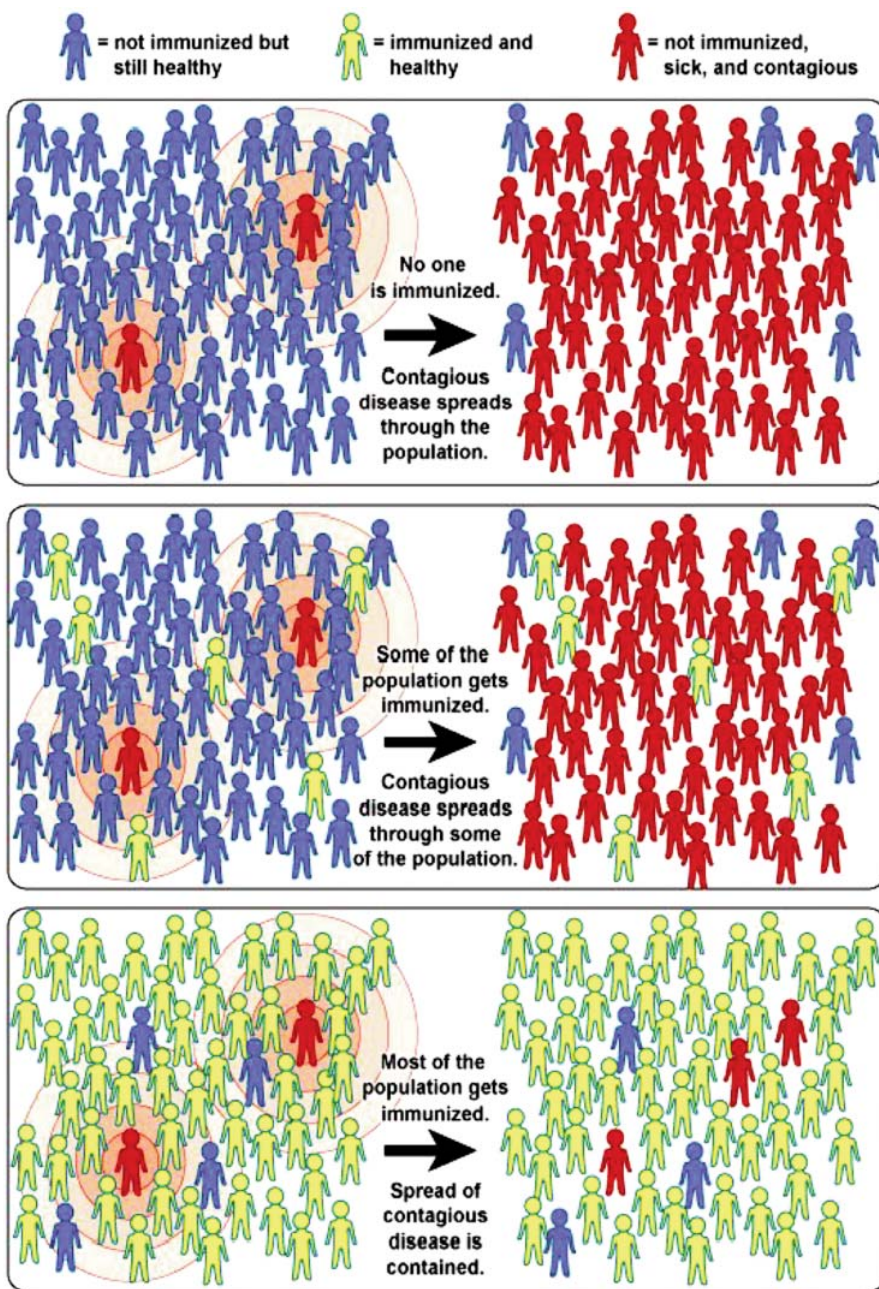 = not immunized but
still healthy
= immunized and
healthy
= not immunized,
sick, and contagious
No one
is immunized.
Contagious
disease spreads
through the
population.
Some of the
population gets
immunized.
Contagious
disease spreads
through some
of the population.
Most of the
population gets
immunized.
Spread of
contagious
disease is
contained.